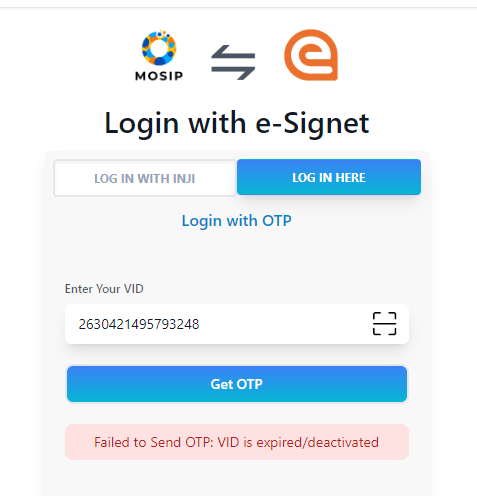 MOSIP
Login with e-Signet
LOG IN WITH INJI
LOG IN HERE
Login with OTP
Enter Your VID
2630421495793248
Get OTP
Failed to Send OTP: VID is expired/deactivated